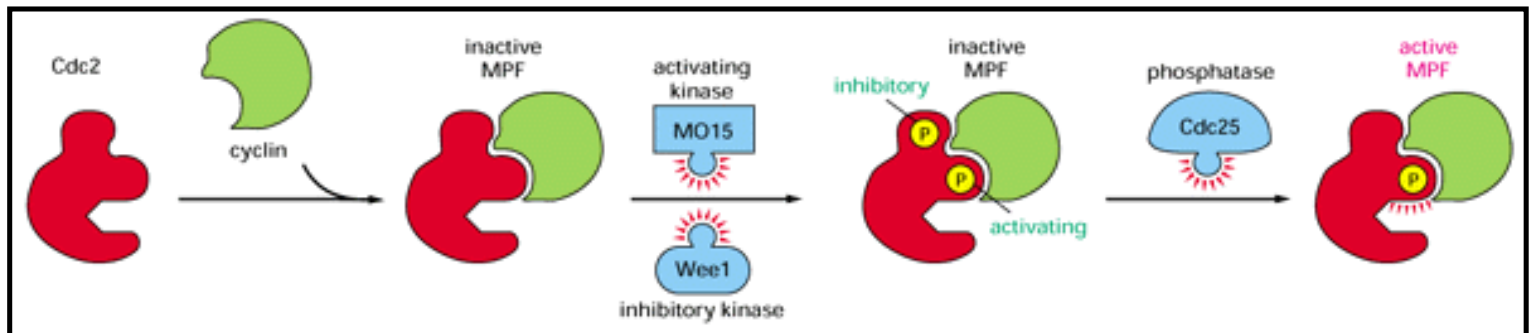 Cdc2
cyclin
inactive
MPF
activating
kinase
MO15
Wee1
inhibitory kinase
inactive
MPF
inhibitory
P
P
activating
phosphatase
Cdc25
active
MPF
P